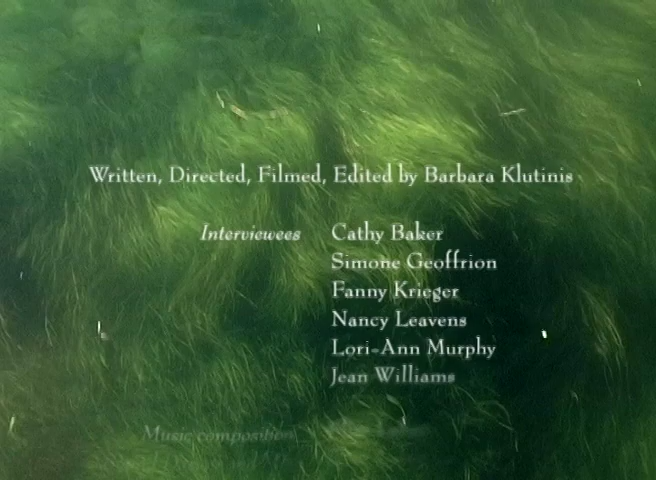 Written, Directed, Filmed, Edited by Barbara Klutinis
Interviewees Cathy Baker
Simone Geoffrion
Fanny Krieger
Nancy Leavens
Lori-Ann Murphy
Jean Williams
Music composition